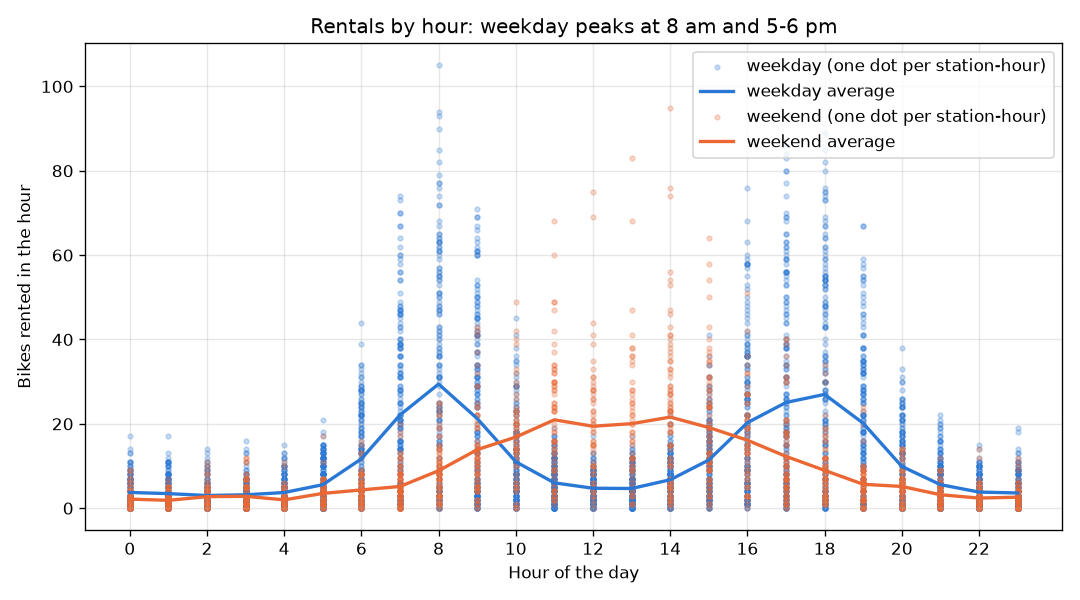 Rentals by hour: weekday peaks at 8 am and 5-6 pm
weekday (one dot per station-hour)
weekday average
weekend (one dot per station-hour)
weekend average
Bikes rented in the hour
100
80
60
40
20
0
0 2 4 6 8 10 12 14 16 18 20 22
Hour of the day